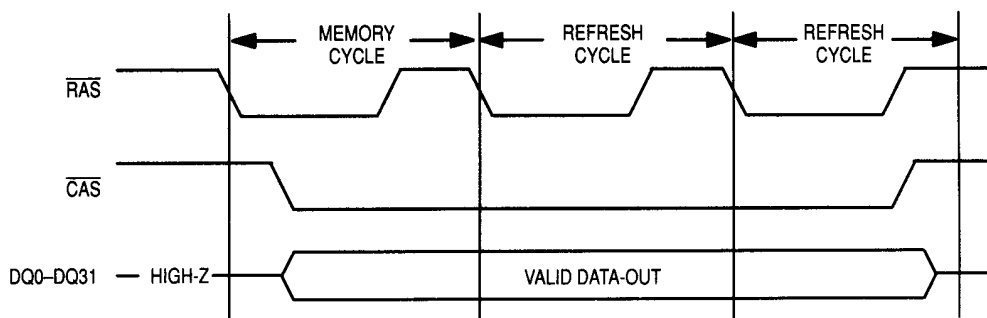 MEMORY CYCLE
REFRESH CYCLE
REFRESH CYCLE
RAS
CAS
DQ0–DQ31 HIGH-Z VALID DATA-OUT